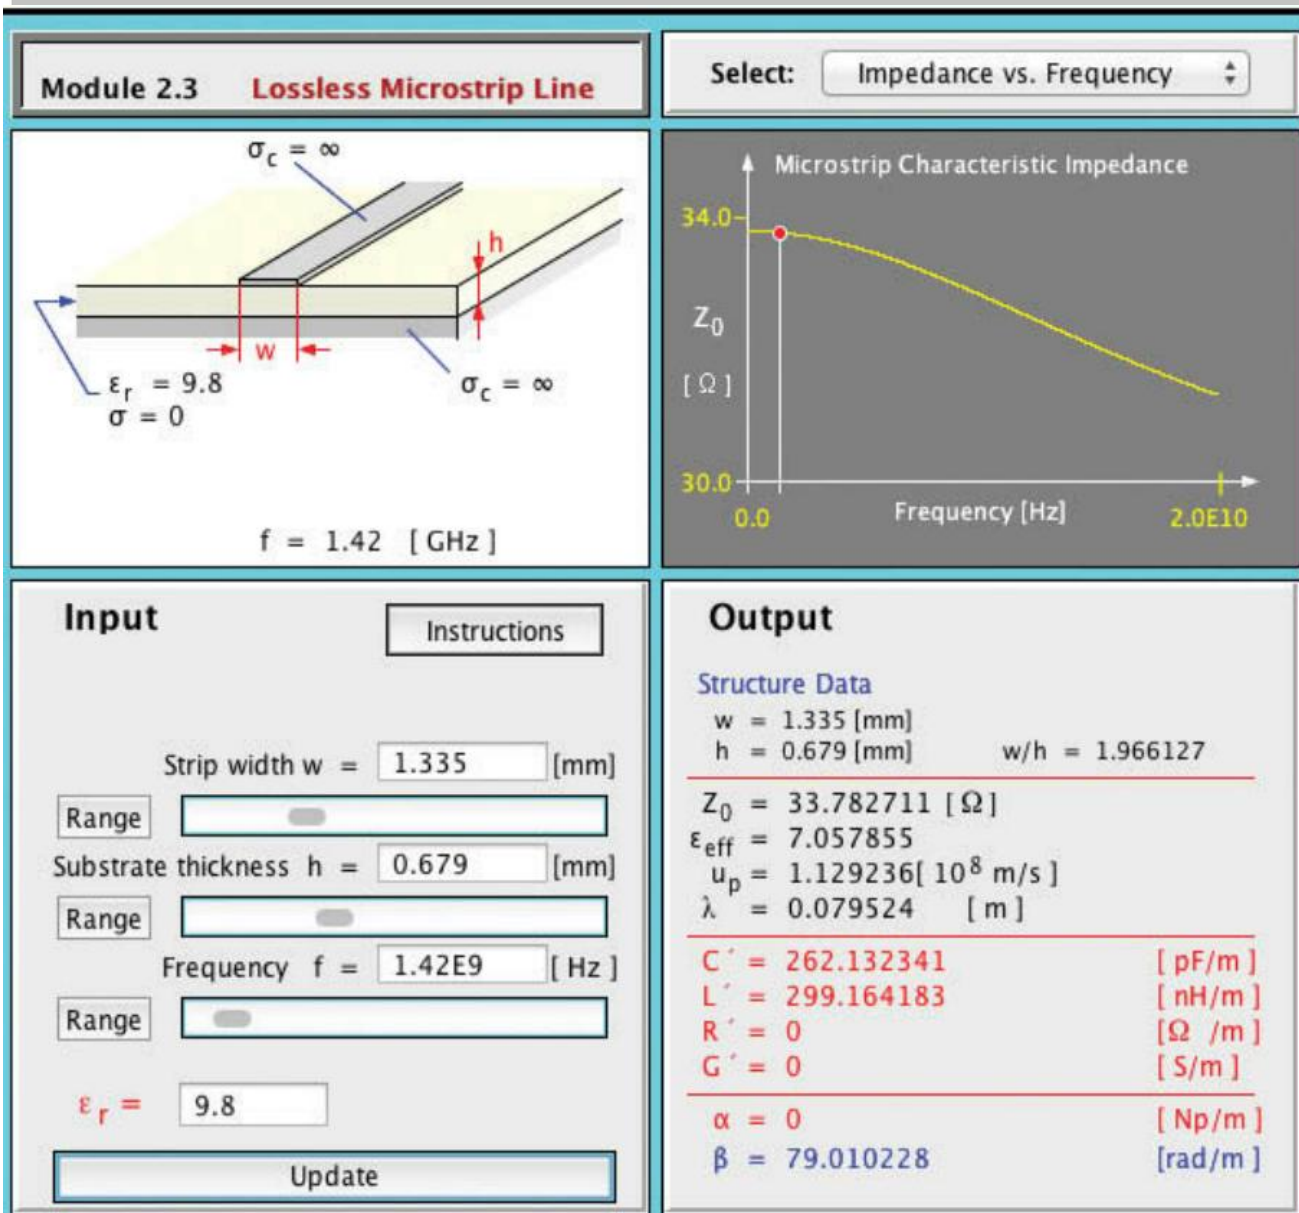 Module 2.3 Lossless Microstrip Line
Select: Impedance vs. Frequency
σc = ∞
h
w
εr = 9.8
σ = 0
σc = ∞
f = 1.42 [ GHz ]
Microstrip Characteristic Impedance
34.0
Z0
[ Ω ]
30.0
0.0
Frequency [Hz]
2.0E10
Input
Instructions
Strip width w = 1.335 [mm]
Range
Substrate thickness h = 0.679 [mm]
Range
Frequency f = 1.42E9 [ Hz ]
Range
εr = 9.8
Update
Output
Structure Data
w = 1.335 [mm]
h = 0.679 [mm] w/h = 1.966127
Z0 = 33.782711 [ Ω ]
εeff = 7.057855
up = 1.129236[ 10⁸ m/s ]
λ = 0.079524 [ m ]
C´ = 262.132341 [ pF/m ]
L´ = 299.164183 [ nH/m ]
R´ = 0 [Ω /m ]
G´ = 0 [ S/m ]
α = 0 [ Np/m ]
β = 79.010228 [rad/m ]